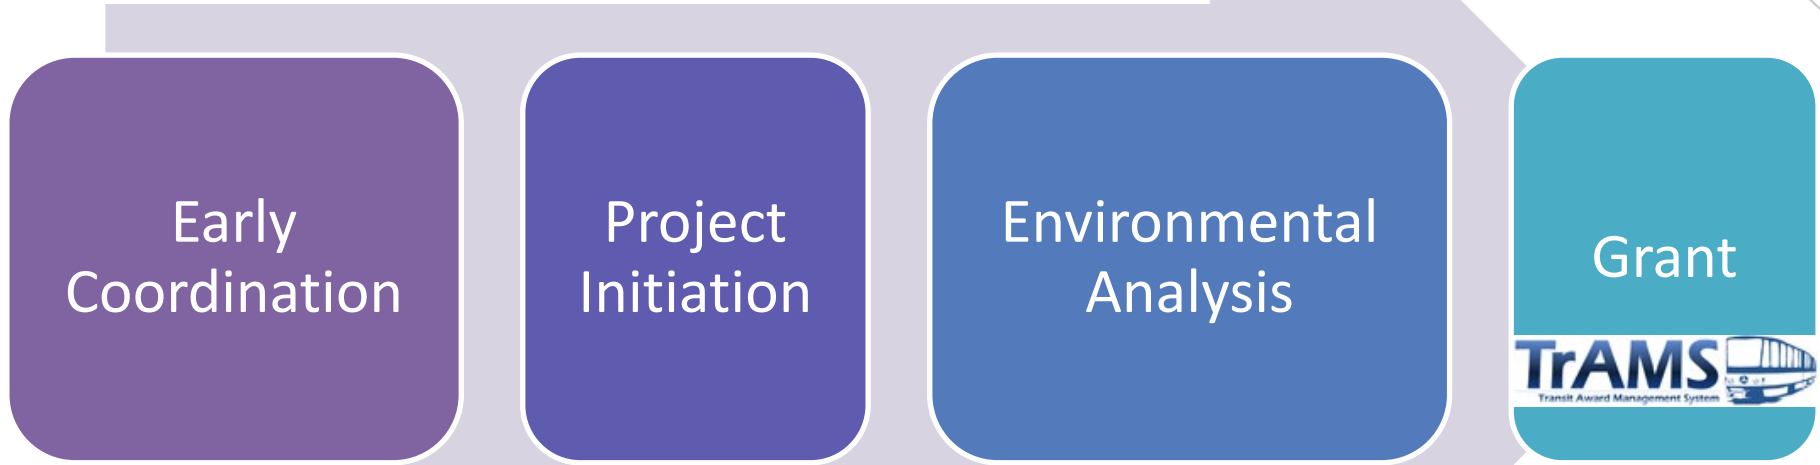 Early
Coordination
Project
Initiation
Environmental
Analysis
Grant
TrAMS
Transit Award Management System